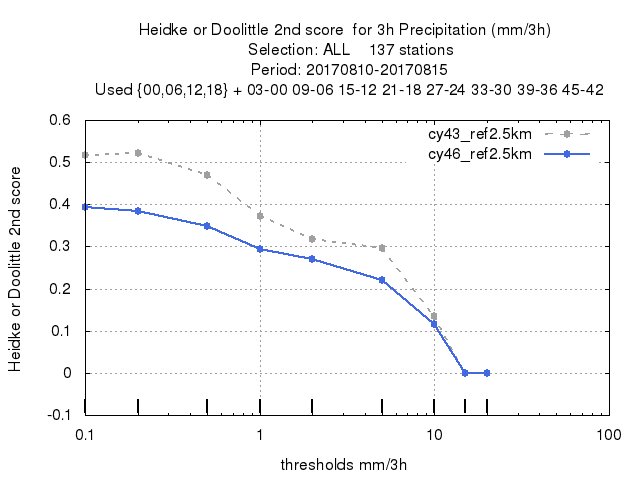 Heidke or Doolittle 2nd score  for 3h Precipitation (mm/3h)
Selection: ALL    137 stations
Period: 20170810-20170815
Used {00,06,12,18} + 03-00 09-06 15-12 21-18 27-24 33-30 39-36 45-42
cy43_ref2.5km
cy46_ref2.5km
Heidke or Doolittle 2nd score
0.6
0.5
0.4
0.3
0.2
0.1
0
-0.1
0.1 1 10 100
thresholds mm/3h